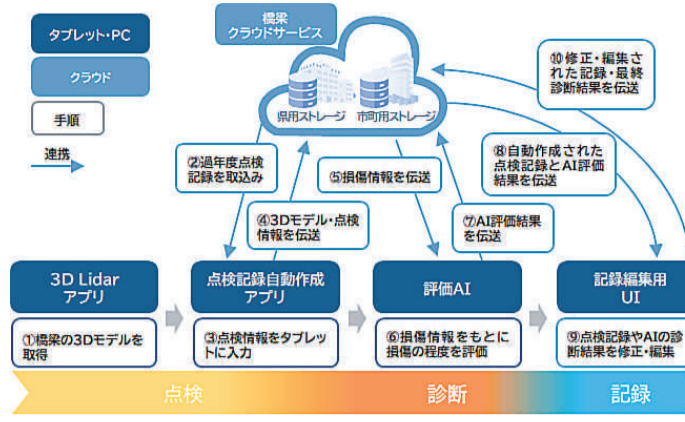 タブレット・PC
クラウド
手順
連携
橋梁
クラウドサービス
県用ストレージ
市町用ストレージ
⑩修正・編集さ
れた記録・最終
診断結果を伝送
②過年度点検
記録を取込み
⑤損傷情報を伝送
⑧自動作成された
点検記録とAI評価
結果を伝送
④3Dモデル・点検
情報を伝送
⑦AI評価結果
を伝送
3D Lidar
アプリ
①橋梁の3Dモデルを
取得
点検記録自動作成
アプリ
③点検情報をタブレッ
トに入力
評価AI
⑥損傷情報をもとに
損傷の程度を評価
記録編集用
UI
⑨点検記録やAIの診
断結果を修正・編集
点検
診断
記録